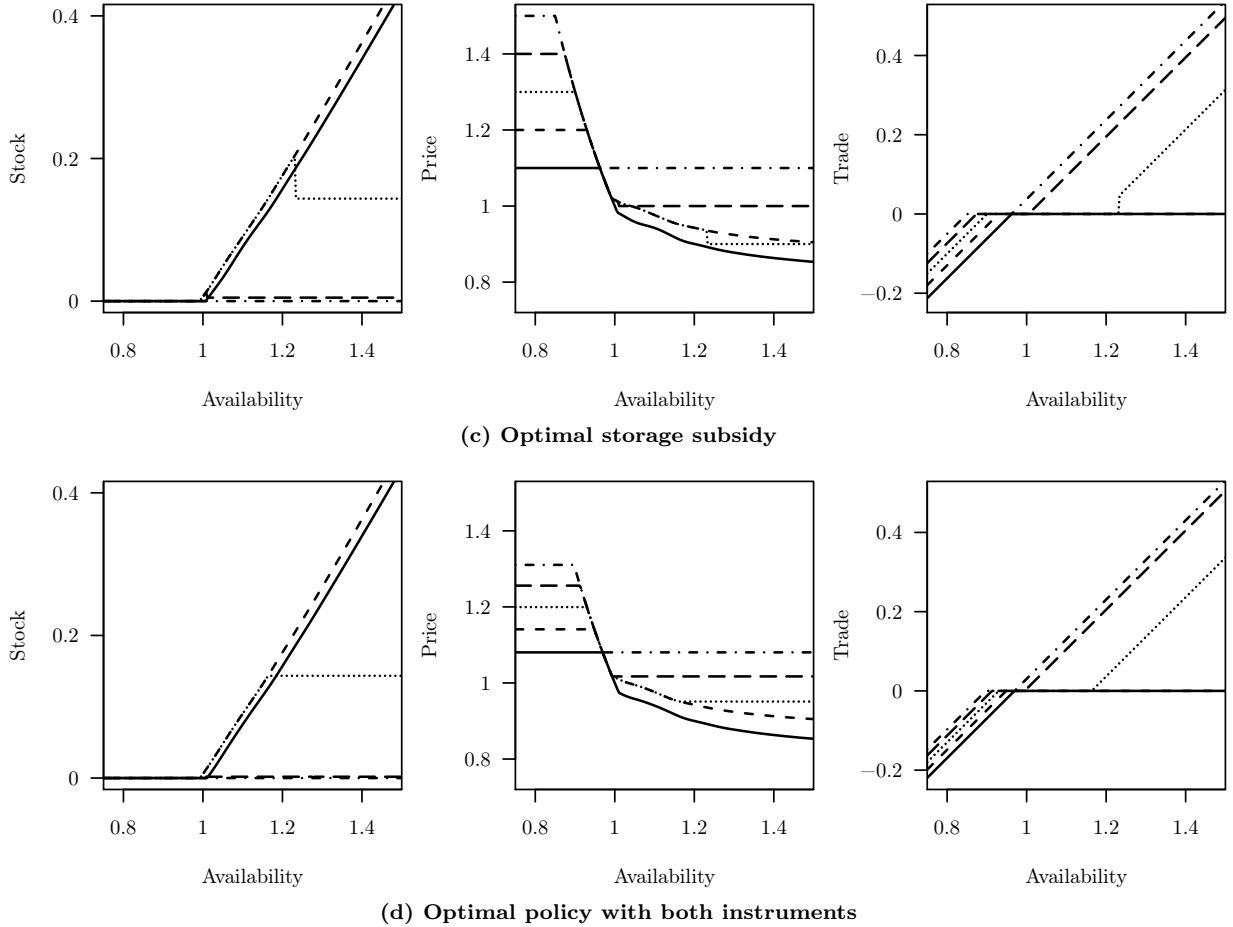 0.4
0.2
0
Stock
0.8 1 1.2 1.4
Availability
1.4
1.2
1
0.8
Price
0.8 1 1.2 1.4
Availability
0.4
0.2
0
−0.2
Trade
0.8 1 1.2 1.4
Availability
(c) Optimal storage subsidy
0.4
0.2
0
Stock
0.8 1 1.2 1.4
Availability
1.4
1.2
1
0.8
Price
0.8 1 1.2 1.4
Availability
0.4
0.2
0
−0.2
Trade
0.8 1 1.2 1.4
Availability
(d) Optimal policy with both instruments